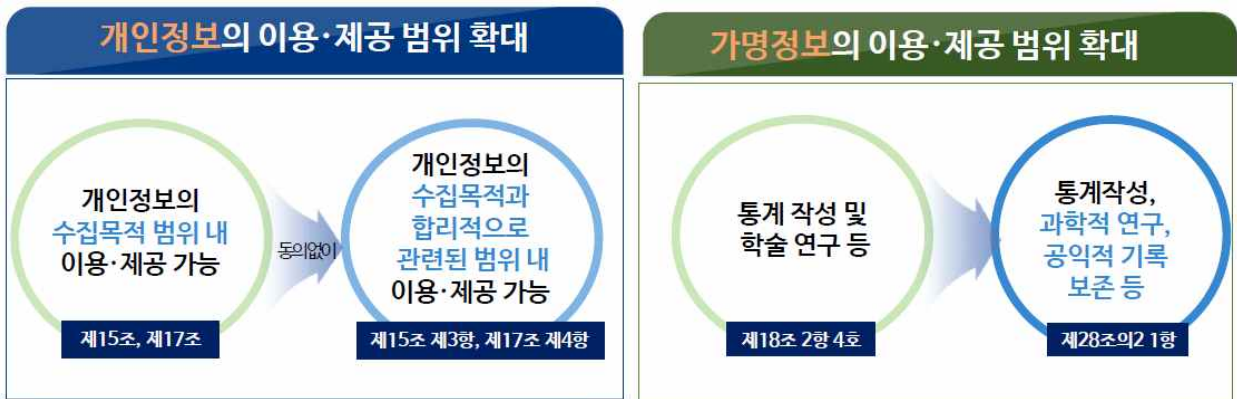 개인정보의 이용·제공 범위 확대
개인정보의
수집목적 범위 내
이용·제공 가능
제15조, 제17조
동의없이
개인정보의
수집목적과
합리적으로
관련된 범위 내
이용·제공 가능
제15조 제3항, 제17조 제4항
가명정보의 이용·제공 범위 확대
통계 작성 및
학술 연구 등
제18조 2항 4호
통계작성,
과학적 연구,
공익적 기록
보존 등
제28조의2 1항